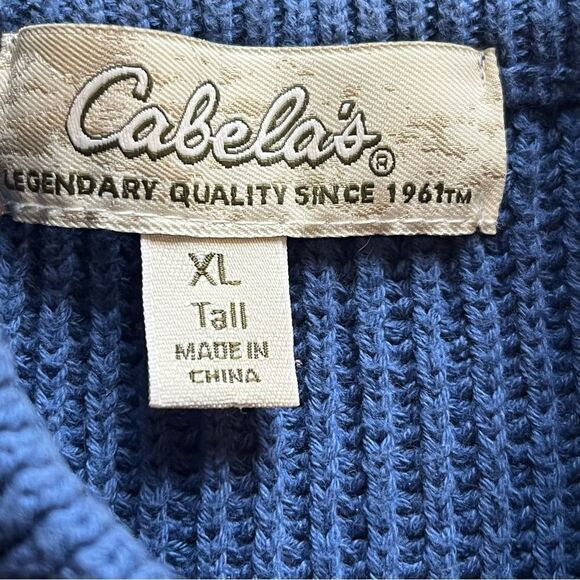 Cabela's®
LEGENDARY QUALITY SINCE 1961™
XL
Tall
MADE IN
CHINA